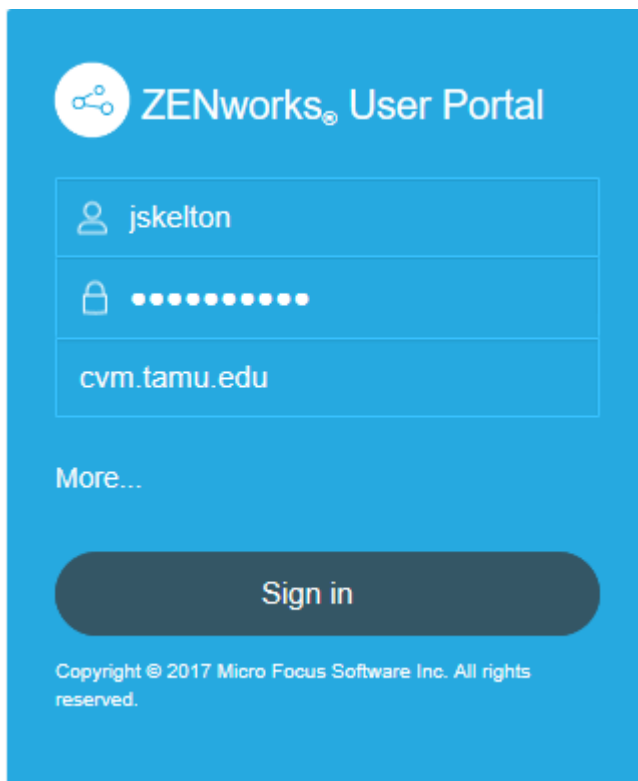 ZENworks® User Portal
jskelton
••••••••••
cvm.tamu.edu
More...
Sign in
Copyright © 2017 Micro Focus Software Inc. All rights
reserved.